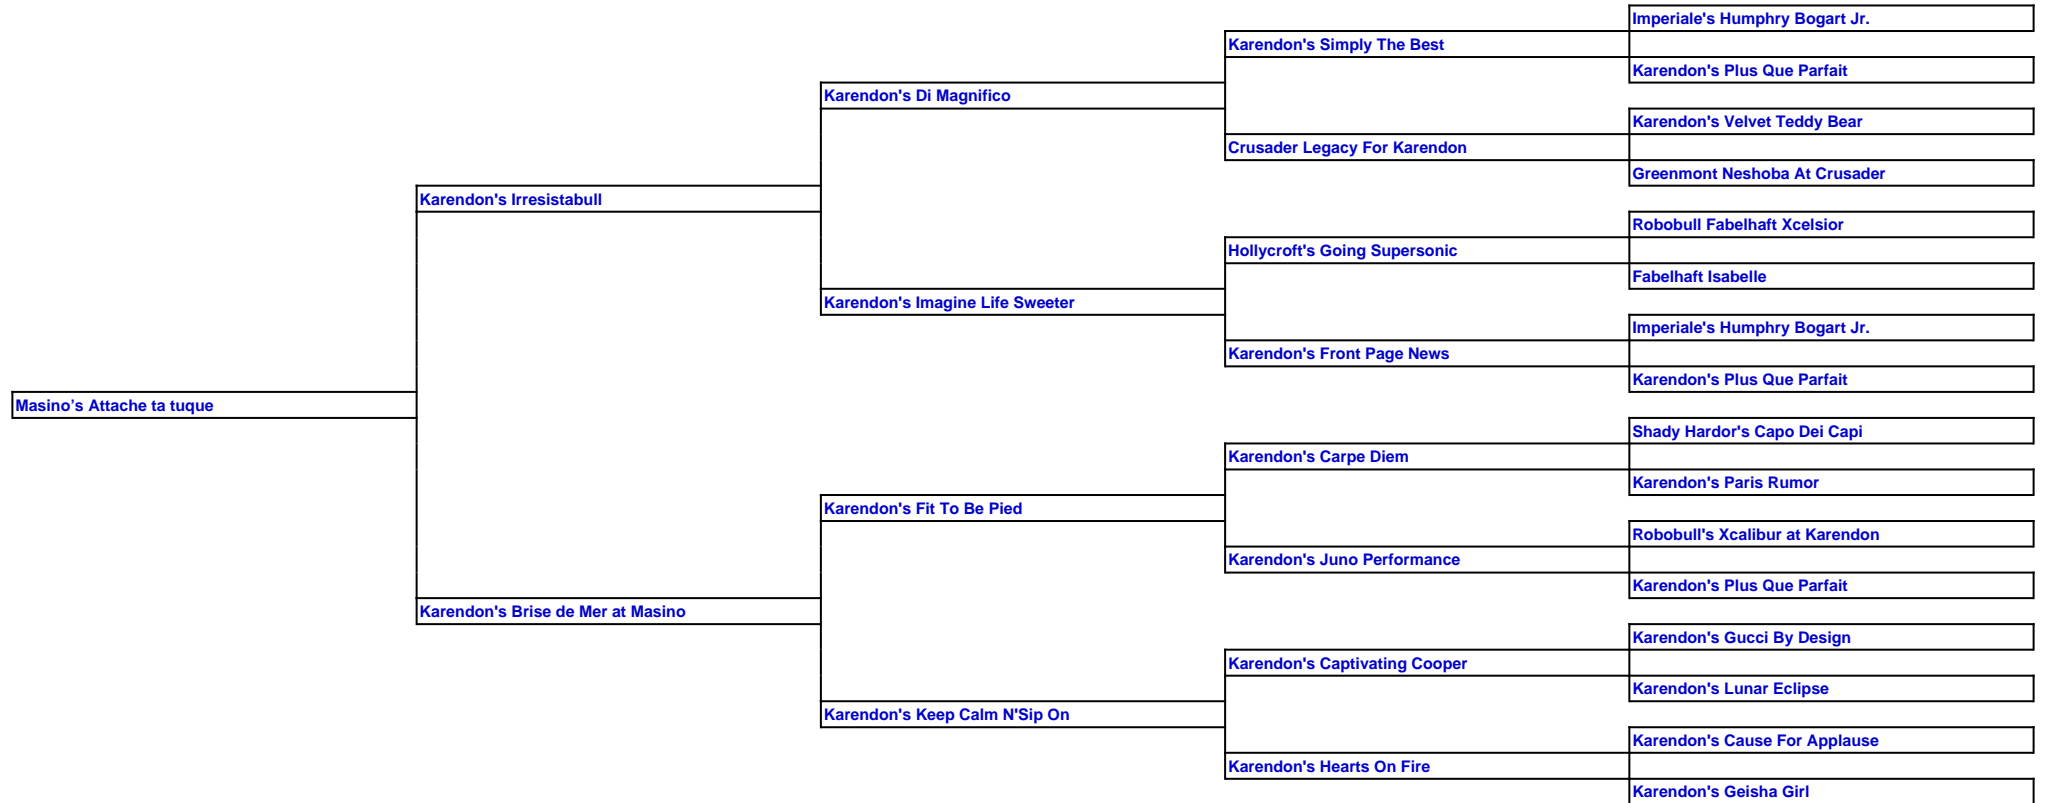 Imperiale's Humphry Bogart Jr.
Karendon's Simply The Best
Karendon's Plus Que Parfait
Karendon's Di Magnifico
Karendon's Velvet Teddy Bear
Crusader Legacy For Karendon
Greenmont Neshoba At Crusader
Karendon's Irresistabull
Robobull Fabelhaft Xcelsior
Hollycroft's Going Supersonic
Fabelhaft Isabelle
Karendon's Imagine Life Sweeter
Imperiale's Humphry Bogart Jr.
Karendon's Front Page News
Karendon's Plus Que Parfait
Masino’s Attache ta tuque
Shady Hardor's Capo Dei Capi
Karendon's Carpe Diem
Karendon's Paris Rumor
Karendon's Fit To Be Pied
Robobull's Xcalibur at Karendon
Karendon's Juno Performance
Karendon's Plus Que Parfait
Karendon's Brise de Mer at Masino
Karendon's Gucci By Design
Karendon's Captivating Cooper
Karendon's Lunar Eclipse
Karendon's Keep Calm N'Sip On
Karendon's Cause For Applause
Karendon's Hearts On Fire
Karendon's Geisha Girl